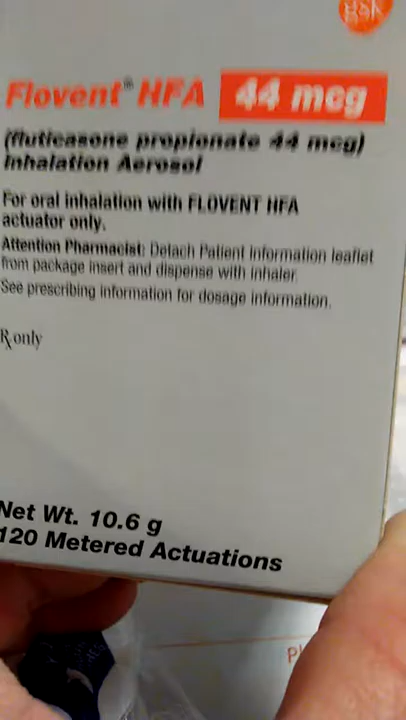 gsk
Flovent® HFA 44 mcg
(fluticasone propionate 44 mcg)
Inhalation Aerosol
For oral inhalation with FLOVENT HFA
actuator only.
Attention Pharmacist: Detach Patient Information leaflet
from package insert and dispense with inhaler.
See prescribing information for dosage information.
Rx only
Net Wt. 10.6 g
120 Metered Actuations